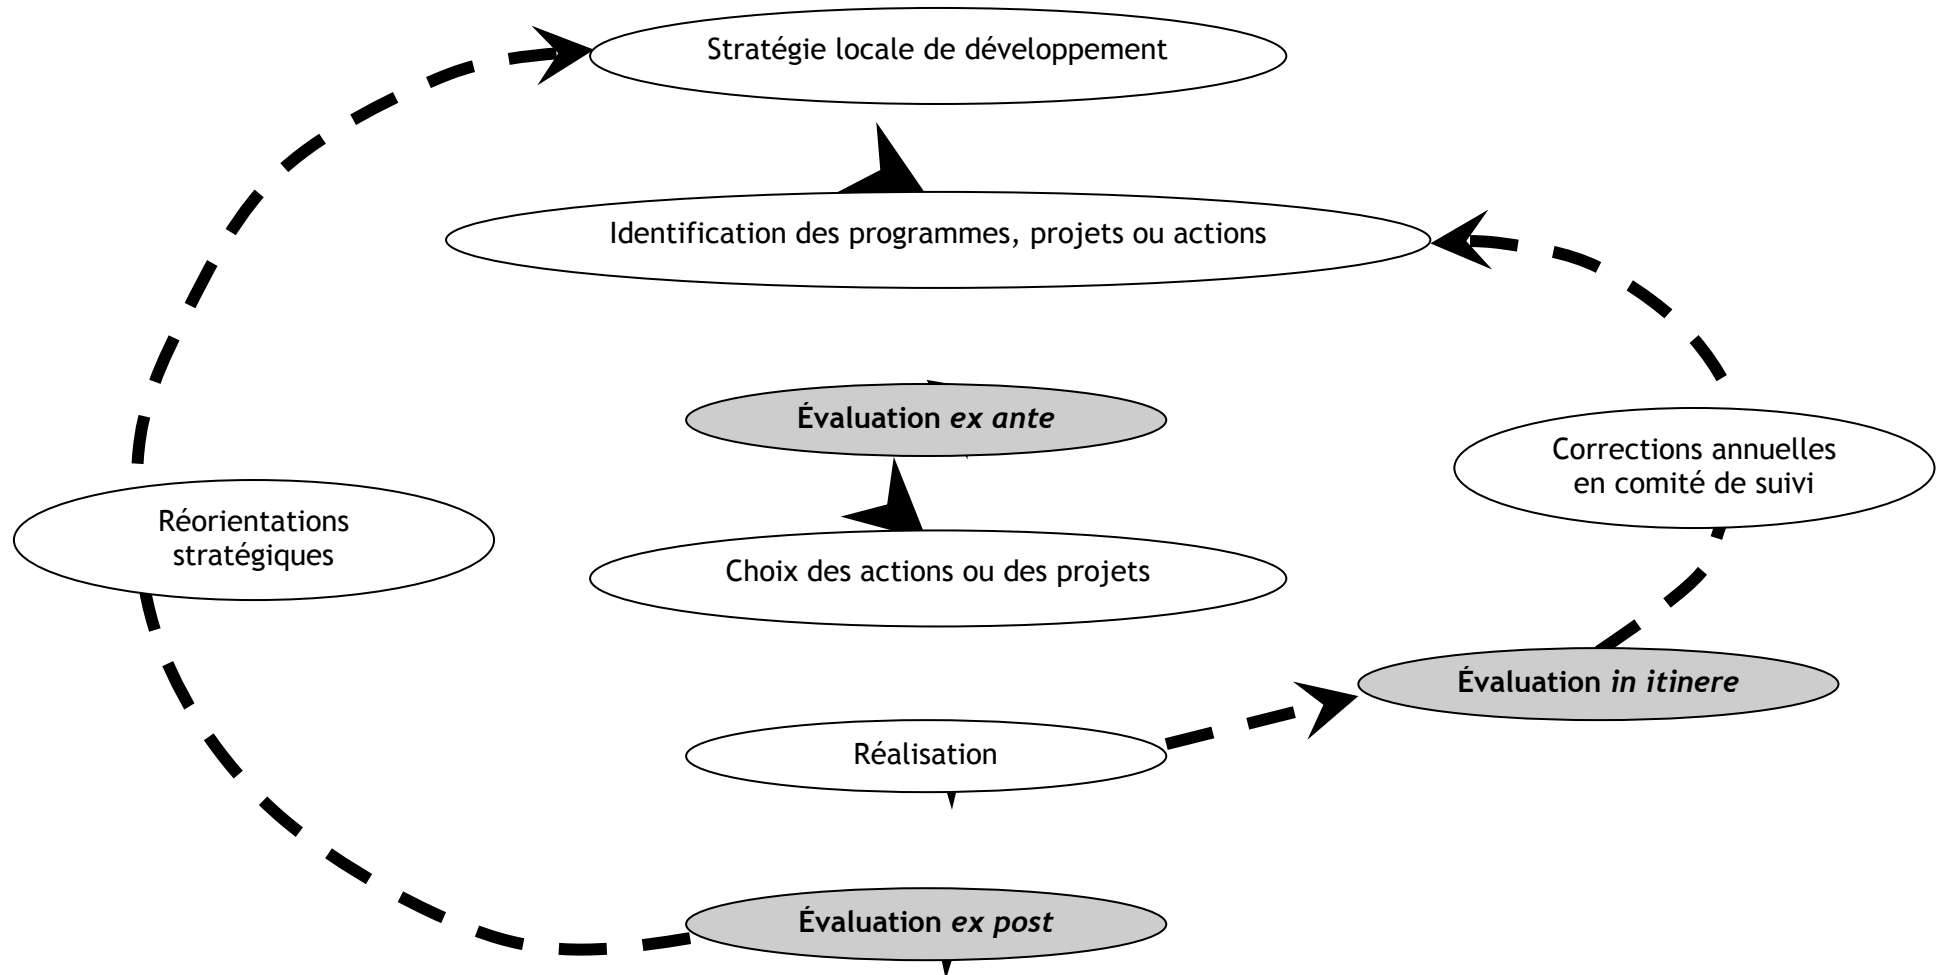 Stratégie locale de développement
Identification des programmes, projets ou actions
Évaluation ex ante
Corrections annuelles
en comité de suivi
Réorientations
stratégiques
Choix des actions ou des projets
Évaluation in itinere
Réalisation
Évaluation ex post